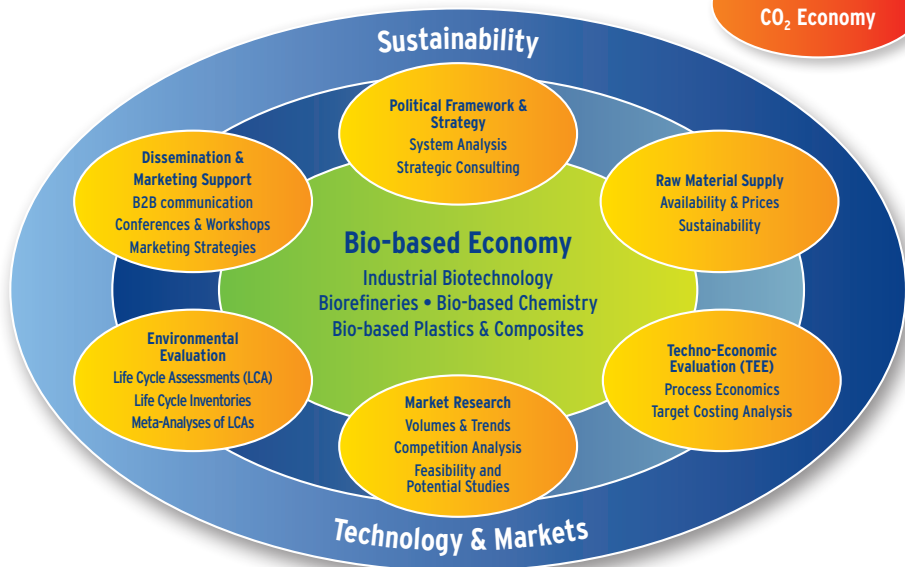 CO₂ Economy
Sustainability
Political Framework &
Strategy
System Analysis
Strategic Consulting
Dissemination &
Marketing Support
B2B communication
Conferences & Workshops
Marketing Strategies
Raw Material Supply
Availability & Prices
Sustainability
Bio-based Economy
Industrial Biotechnology
Biorefineries • Bio-based Chemistry
Bio-based Plastics & Composites
Environmental
Evaluation
Life Cycle Assessments (LCA)
Life Cycle Inventories
Meta-Analyses of LCAs
Market Research
Volumes & Trends
Competition Analysis
Feasibility and
Potential Studies
Techno-Economic
Evaluation (TEE)
Process Economics
Target Costing Analysis
Technology & Markets